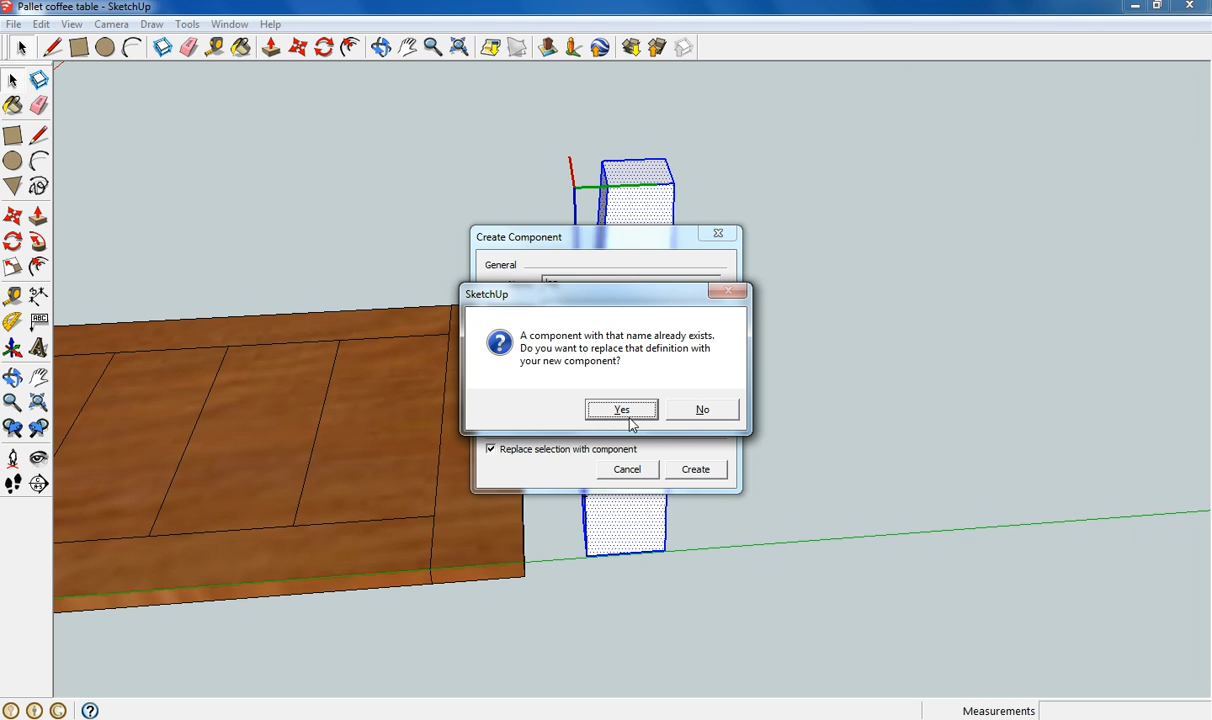 Pallet coffee table - SketchUp
File Edit View Camera Draw Tools Window Help
Create Component
General
SketchUp
A component with that name already exists.
Do you want to replace that definition with
your new component?
Yes No
Replace selection with component
Cancel Create
ABC
Measurements